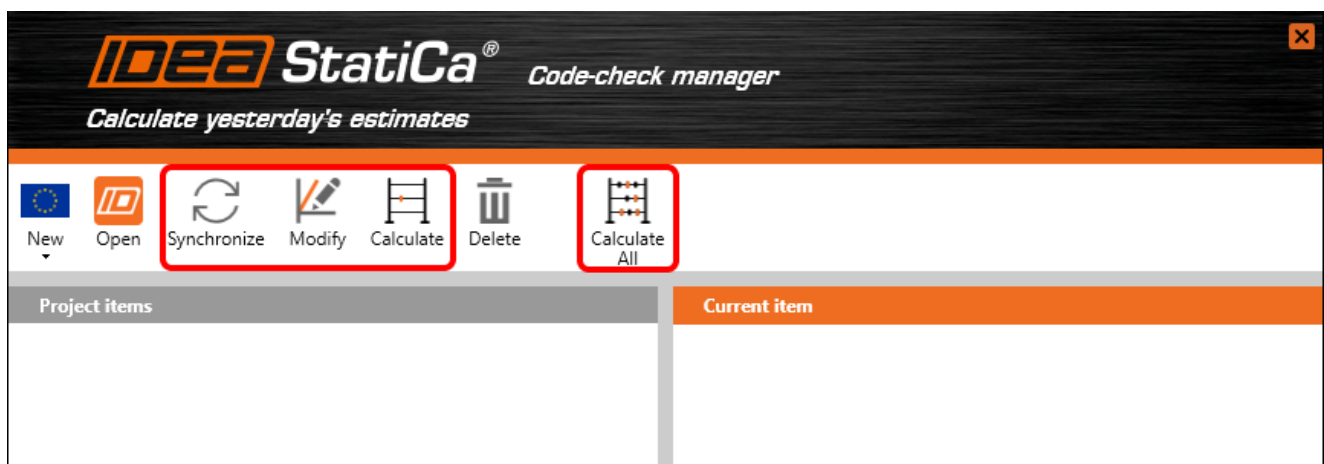 IDEA StatiCa® Code-check manager
Calculate yesterday's estimates
New Open Synchronize Modify Calculate Delete Calculate
All
Project items Current item